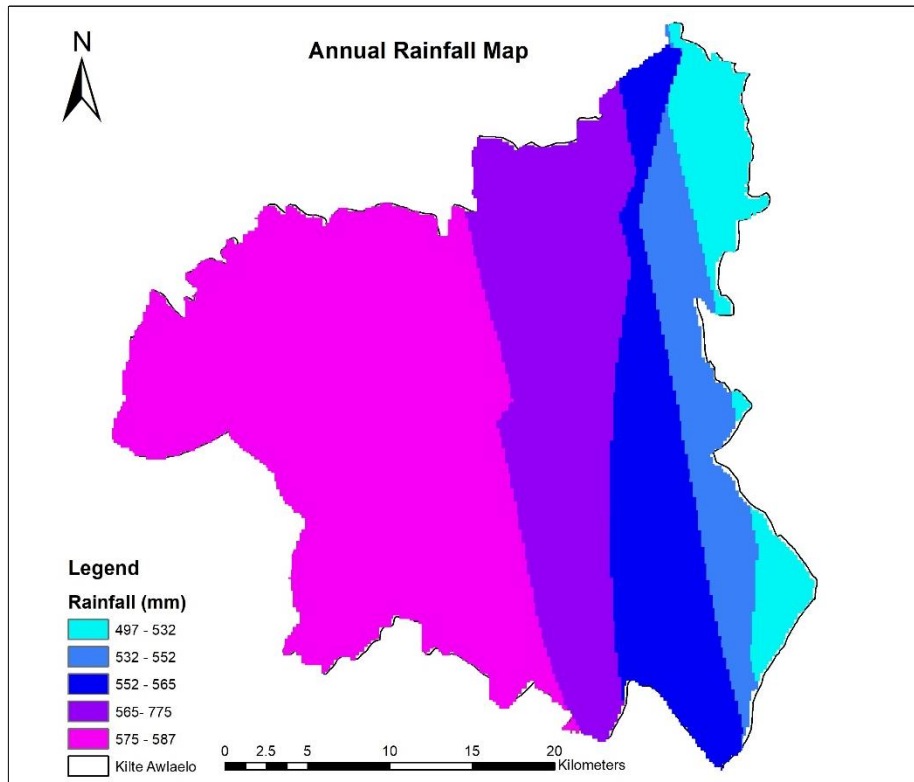 N
Annual Rainfall Map
Legend
Rainfall (mm)
497 - 532
532 - 552
552 - 565
565- 775
575 - 587
Kilte Awlaelo
0 2.5 5 10 15 20
Kilometers